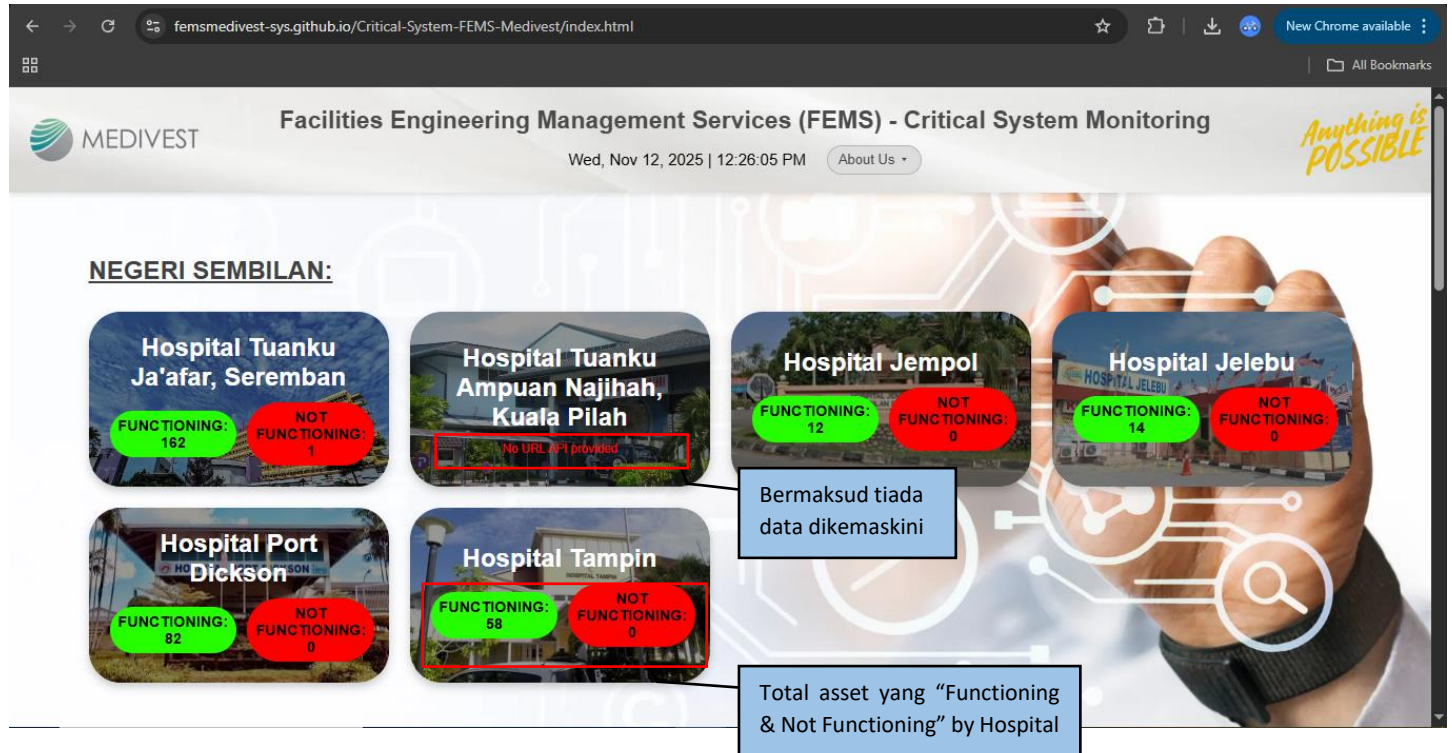 femsmedivest-sys.github.io/Critical-System-FEMS-Medivest/index.html
New Chrome available
All Bookmarks
MEDIVEST
Facilities Engineering Management Services (FEMS) - Critical System Monitoring
Wed, Nov 12, 2025 | 12:26:05 PM
About Us
Anything is
POSSIBLE
NEGERI SEMBILAN:
Hospital Tuanku
Ja'afar, Seremban
FUNCTIONING:
162
NOT
FUNCTIONING:
1
Hospital Tuanku
Ampuan Najihah,
Kuala Pilah
No URL API provided
Hospital Jempol
FUNCTIONING:
12
NOT
FUNCTIONING:
0
Hospital Jelebu
HOSPITAL JELEBU
FUNCTIONING:
14
NOT
FUNCTIONING:
0
Bermaksud tiada
data dikemaskini
Hospital Port
Dickson
FUNCTIONING:
82
NOT
FUNCTIONING:
0
Hospital Tampin
HOSPITAL TAMPIN
FUNCTIONING:
58
NOT
FUNCTIONING:
0
Total asset yang “Functioning
& Not Functioning” by Hospital